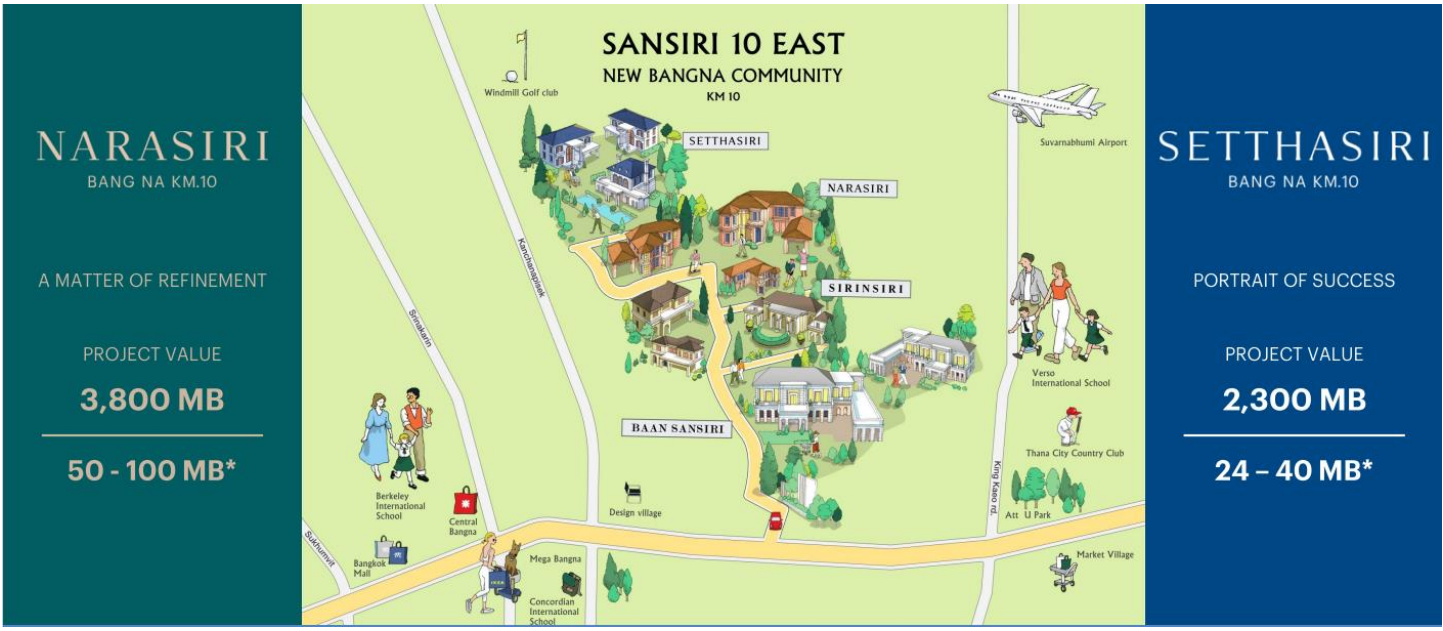 NARASIRI
BANG NA KM.10
A MATTER OF REFINEMENT
PROJECT VALUE
3,800 MB
50 - 100 MB*
SANSIRI 10 EAST
NEW BANGNA COMMUNITY
KM 10
Windmill Golf club
SETTHASIRI
Suvarnabhumi Airport
NARASIRI
Kanchanapisek
SIRINSIRI
Srinakarin
Verso
International School
BAAN SANSIRI
Thana City Country Club
King Kaeo rd.
Berkeley
International
School
Central
Bangna
Design village
Att U Park
Sukhumvit
Bangkok
Mall
Mega Bangna
Market Village
Concordian
International
School
SETTHASIRI
BANG NA KM.10
PORTRAIT OF SUCCESS
PROJECT VALUE
2,300 MB
24 – 40 MB*